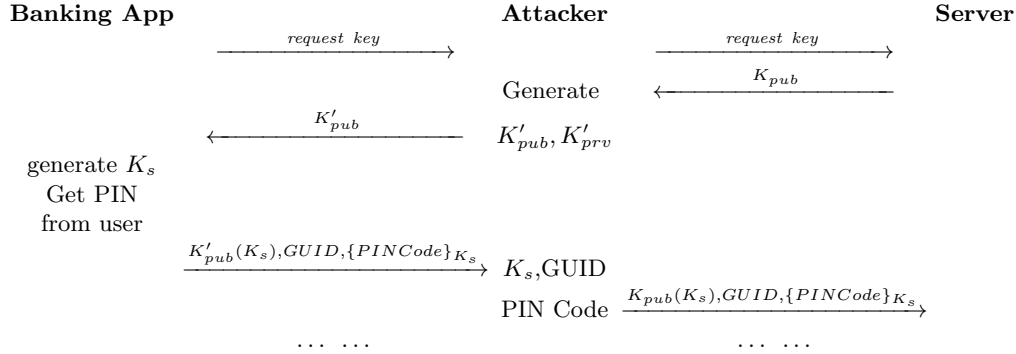 Banking App Attacker Server
request key request key
K_pub
Generate
K'_pub
K'_pub, K'_prv
generate K_s
Get PIN
from user
K'_pub(K_s),GUID,{PINCode}_{K_s}
K_s,GUID
PIN Code K_pub(K_s),GUID,{PINCode}_{K_s}
... ... ... ...